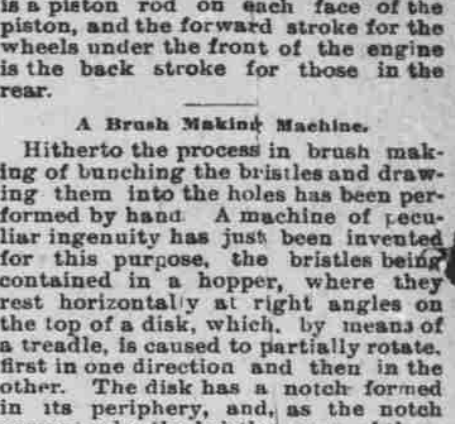 is a piston rod on each face of the
piston, and the forward stroke for the
wheels under the front of the engine
is the back stroke for those in the
rear.
A Brush Making Machine.
Hitherto the process in brush mak-
ing of bunching the bristles and draw-
ing them into the holes has been per-
formed by hand. A machine of pecu-
liar ingenuity has just been invented
for this purpose, the bristles being
contained in a hopper, where they
rest horizontally at right angles on
the top of a disk, which, by means of
a treadle, is caused to partially rotate,
first in one direction and then in the
other. The disk has a notch formed
in its periphery, and, as the notch